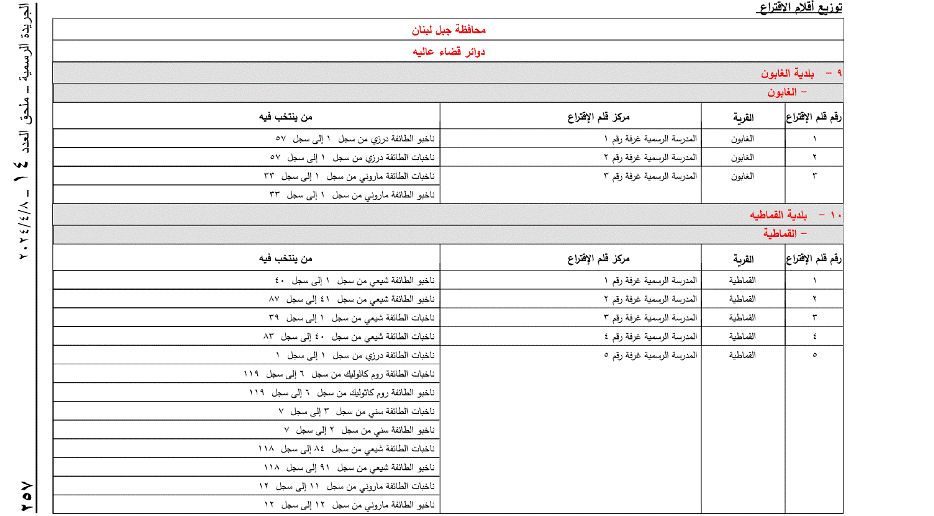 توزيع أقلام الإقتراع
محافظة جبل لبنان
دوائر قضاء عاليه
٩ - بلدية الغابون
- الغابون
رقم قلم الإقتراع القرية مركز قلم الإقتراع من ينتخب فيه
١ الغابون المدرسة الرسمية غرفة رقم ١ ناخبو الطائفة درزي من سجل ١ إلى سجل ٥٧
٢ الغابون المدرسة الرسمية غرفة رقم ٢ ناخبات الطائفة درزي من سجل ١ إلى سجل ٥٧
٣ الغابون المدرسة الرسمية غرفة رقم ٣ ناخبات الطائفة ماروني من سجل ١ إلى سجل ٣٣
ناخبو الطائفة ماروني من سجل ١ إلى سجل ٣٣
١٠ - بلدية القماطيه
- القماطية
رقم قلم الإقتراع القرية مركز قلم الإقتراع من ينتخب فيه
١ القماطية المدرسة الرسمية غرفة رقم ١ ناخبو الطائفة شيعي من سجل ١ إلى سجل ٤٠
٢ القماطية المدرسة الرسمية غرفة رقم ٢ ناخبو الطائفة شيعي من سجل ٤١ إلى سجل ٨٧
٣ القماطية المدرسة الرسمية غرفة رقم ٣ ناخبات الطائفة شيعي من سجل ١ إلى سجل ٣٩
٤ القماطية المدرسة الرسمية غرفة رقم ٤ ناخبات الطائفة شيعي من سجل ٤٠ إلى سجل ٨٣
٥ القماطية المدرسة الرسمية غرفة رقم ٥ ناخبات الطائفة درزي من سجل ١ إلى سجل ١
ناخبات الطائفة روم كاثوليك من سجل ٦ إلى سجل ١١٩
ناخبو الطائفة روم كاثوليك من سجل ٦ إلى سجل ١١٩
ناخبات الطائفة سني من سجل ٣ إلى سجل ٧
ناخبو الطائفة سني من سجل ٢ إلى سجل ٧
ناخبات الطائفة شيعي من سجل ٨٤ إلى سجل ١١٨
ناخبو الطائفة شيعي من سجل ٩١ إلى سجل ١١٨
ناخبات الطائفة ماروني من سجل ١١ إلى سجل ١٢
ناخبو الطائفة ماروني من سجل ١٢ إلى سجل ١٢
الجريدة الرسمية – ملحق العدد ١٤ – ٢٠٢٤/٤/٨
٢٥٧